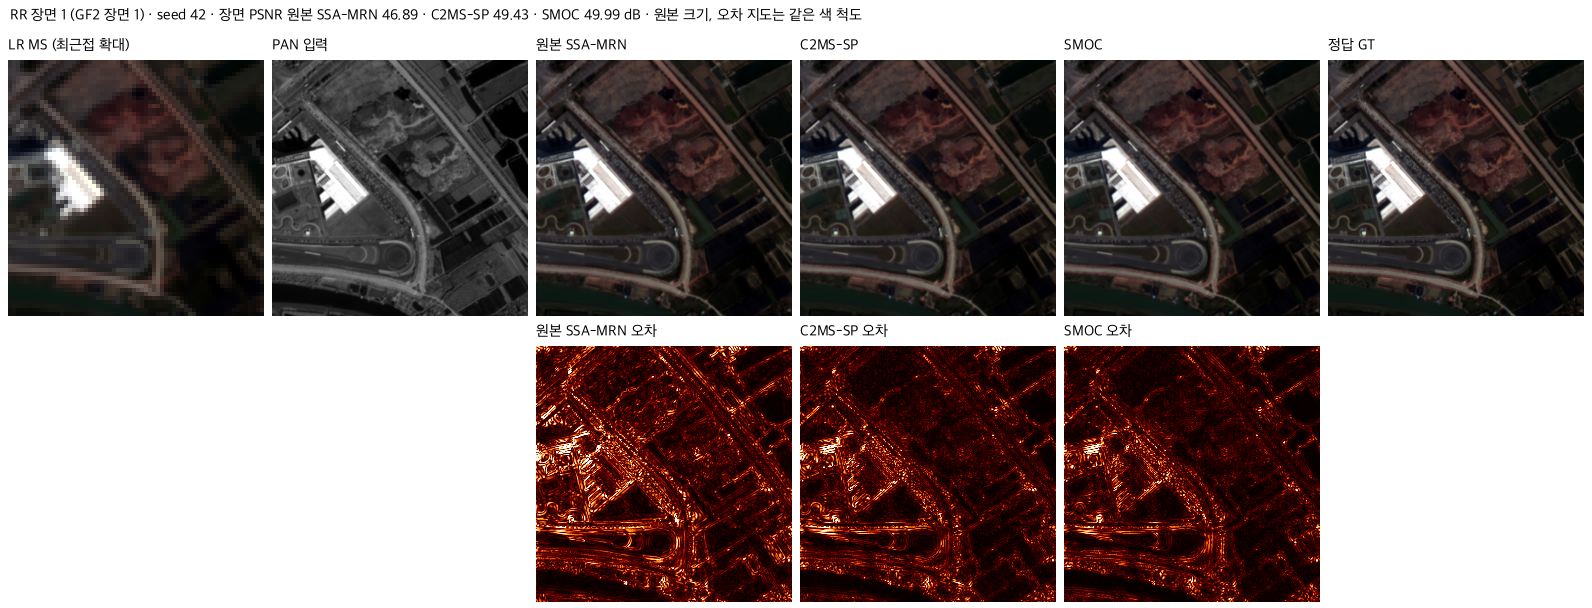 RR 장면 1 (GF2 장면 1) · seed 42 · 장면 PSNR 원본 SSA-MRN 46.89 · C2MS-SP 49.43 · SMOC 49.99 dB · 원본 크기, 오차 지도는 같은 색 척도
LR MS (최근접 확대)
PAN 입력
원본 SSA-MRN
C2MS-SP
SMOC
정답 GT
원본 SSA-MRN 오차
C2MS-SP 오차
SMOC 오차